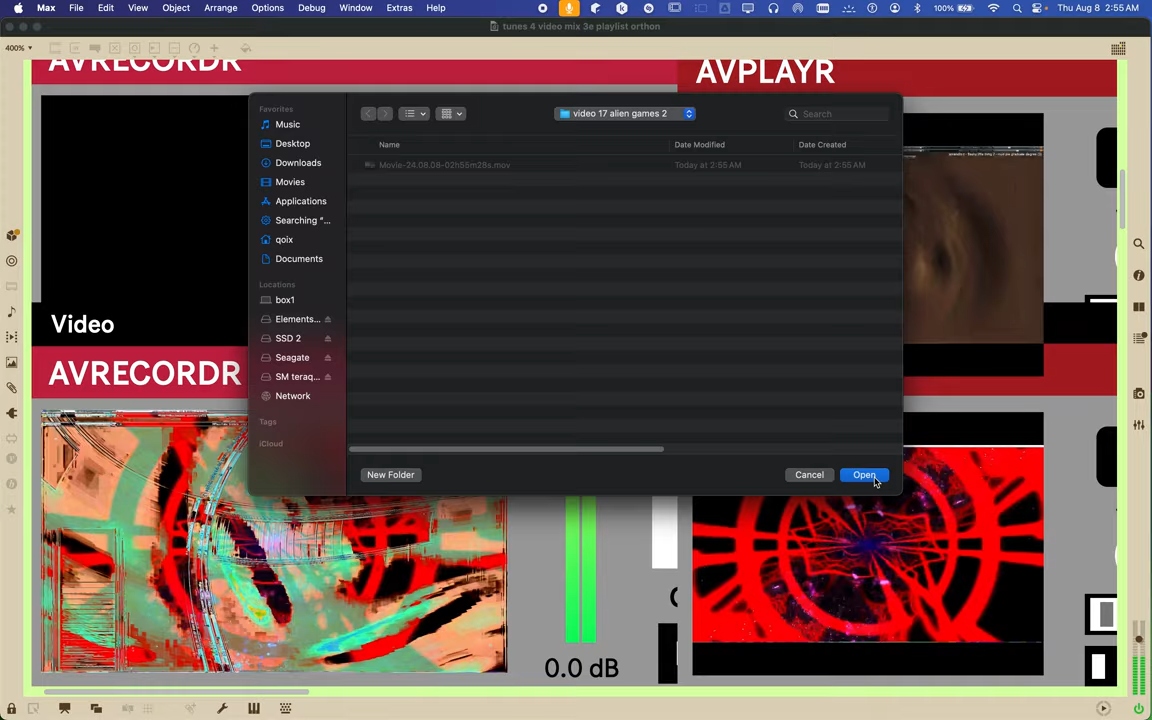 Max File Edit View Object Arrange Options Debug Window Extras Help 100% Thu Aug 8 2:55 AM
tunes 4 video mix 3e playlist orthon
400%
AVRECORDR
AVPLAYR
Favorites
Music
Desktop
Downloads
Movies
Applications
Searching "...
qoix
Documents
Locations
box1
Elements...
SSD 2
Seagate
SM teraq...
Network
Tags
iCloud
video 17 alien games 2
Search
Name Date Modified Date Created
Movie-24.08.08-02h55m28s.mov Today at 2:55 AM Today at 2:55 AM
New Folder Cancel Open
Video
AVRECORDR
0.0 dB